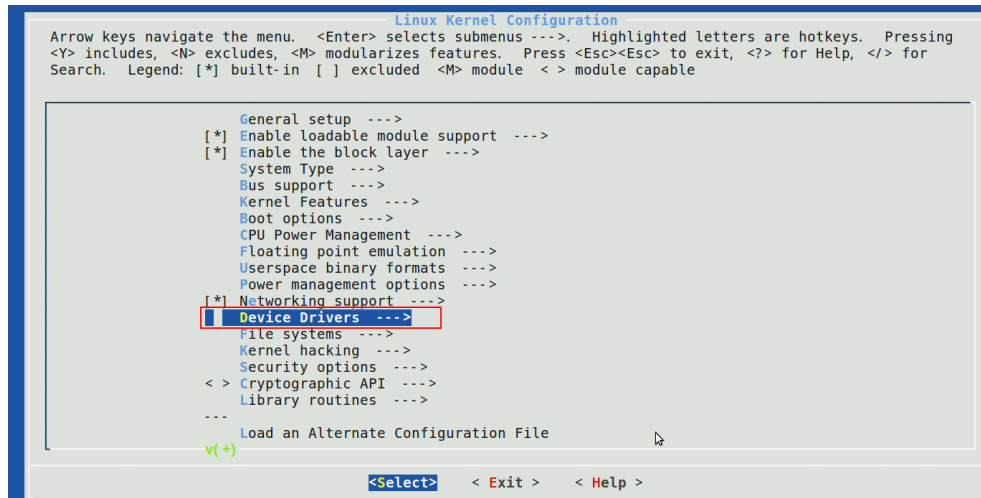 Linux Kernel Configuration
Arrow keys navigate the menu.  <Enter> selects submenus --->.  Highlighted letters are hotkeys.  Pressing
<Y> includes, <N> excludes, <M> modularizes features.  Press <Esc><Esc> to exit, <?> for Help, </> for
Search.  Legend: [*] built-in  [ ] excluded  <M> module  < > module capable
General setup  --->
[*] Enable loadable module support  --->
[*] Enable the block layer  --->
System Type  --->
Bus support  --->
Kernel Features  --->
Boot options  --->
CPU Power Management  --->
Floating point emulation  --->
Userspace binary formats  --->
Power management options  --->
[*] Networking support  --->
Device Drivers  --->
File systems  --->
Kernel hacking  --->
Security options  --->
< > Cryptographic API  --->
Library routines  --->
---
Load an Alternate Configuration File
v(+)
<Select>    < Exit >    < Help >